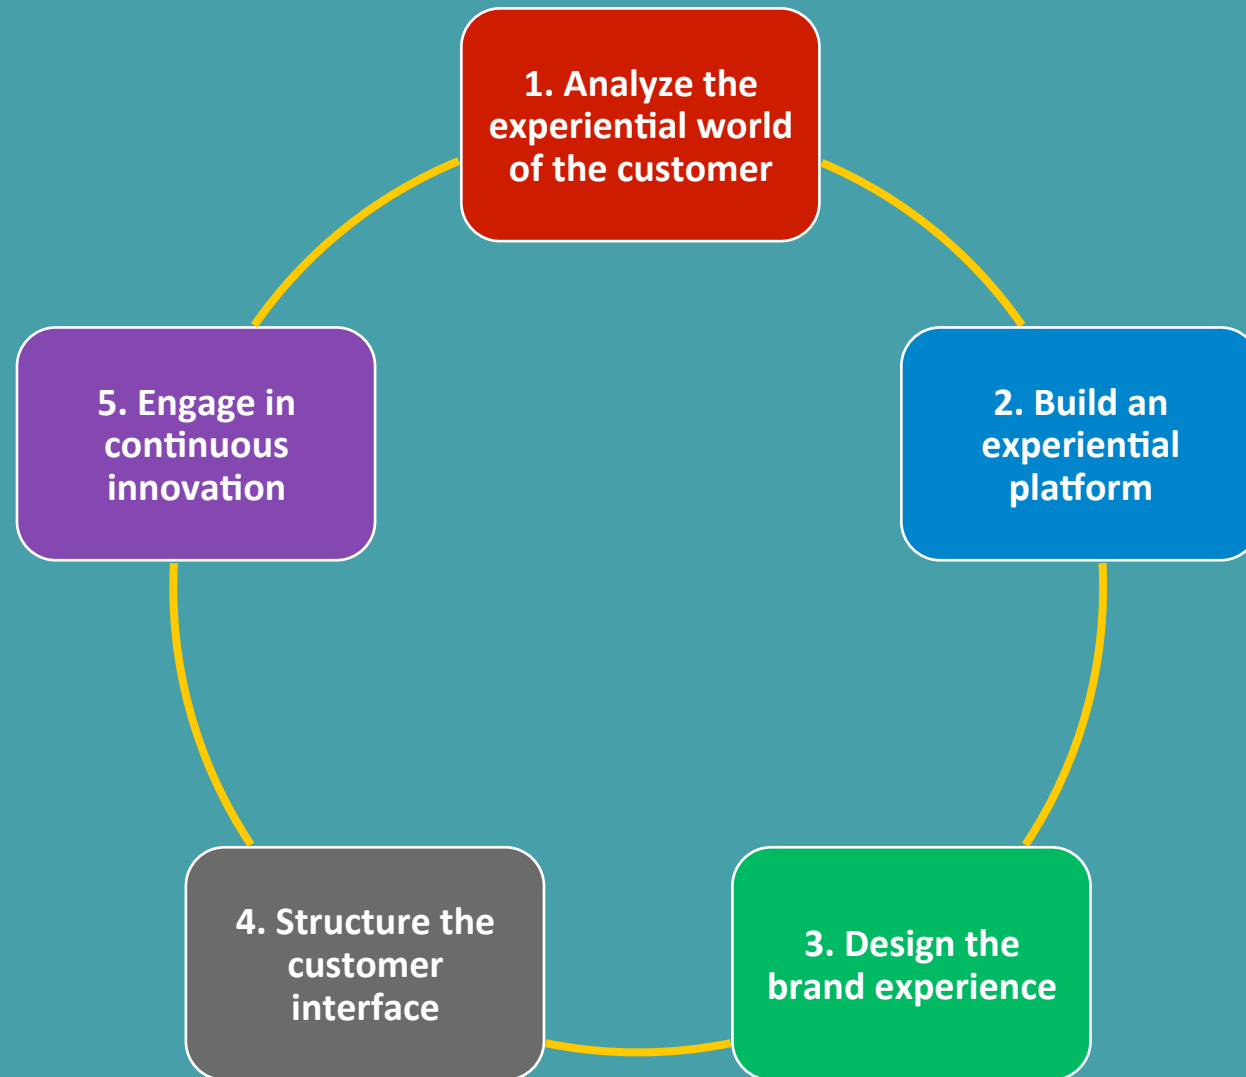 1. Analyze the
experiential world
of the customer
2. Build an
experiential
platform
3. Design the
brand experience
4. Structure the
customer
interface
5. Engage in
continuous
innovation